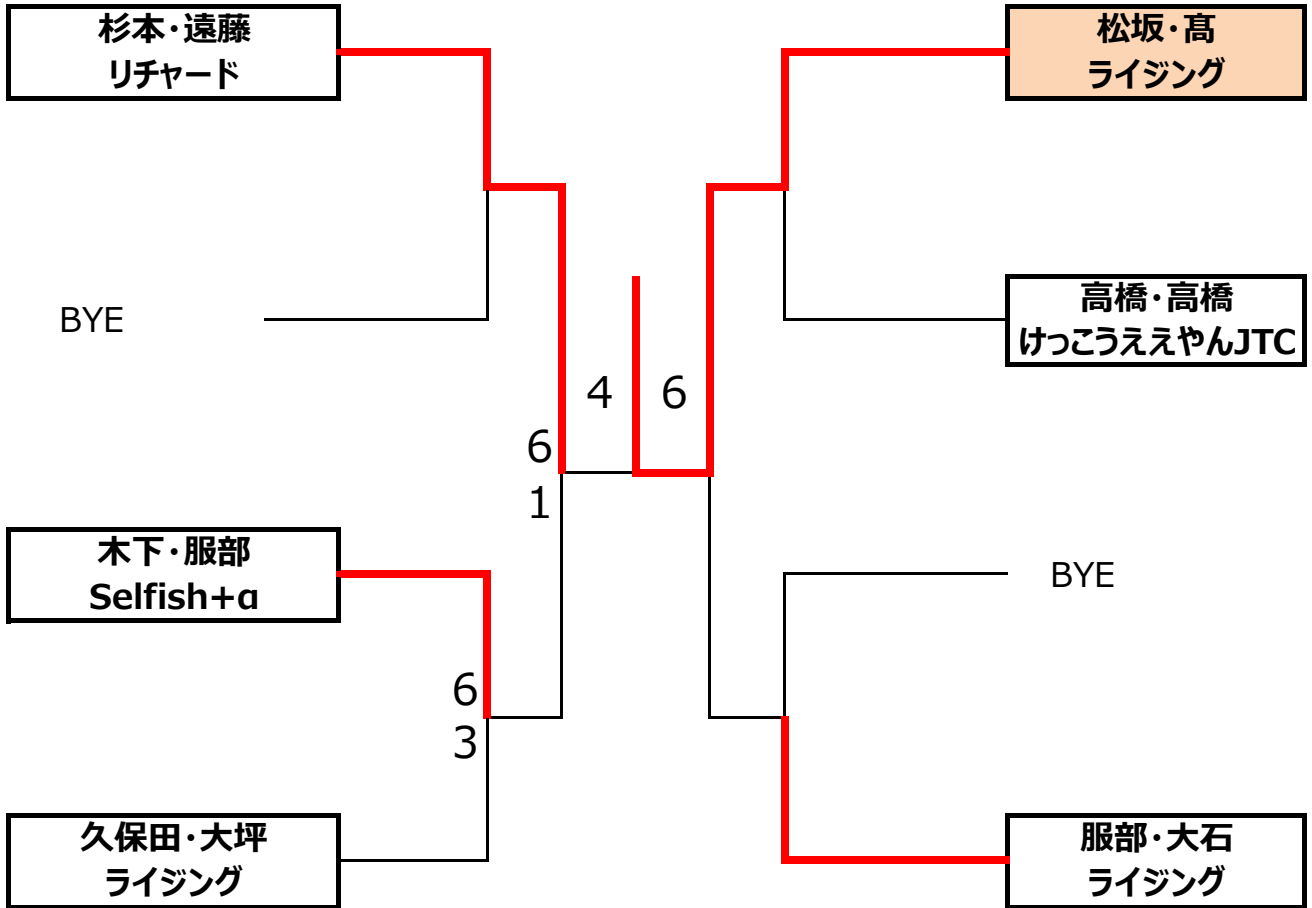 杉本・遠藤
リチャード
松坂・髙
ライジング
BYE
高橋・高橋
けっこうええやんJTC
4
6
6
1
木下・服部
Selfish+α
BYE
6
3
久保田・大坪
ライジング
服部・大石
ライジング